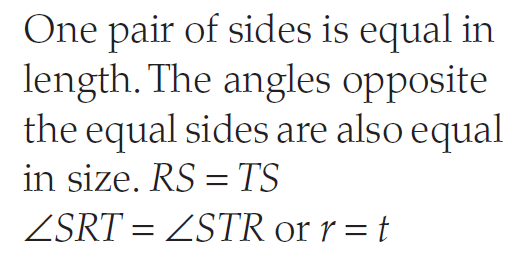 One pair of sides is equal in
length. The angles opposite
the equal sides are also equal
in size. RS = TS
∠SRT = ∠STR or r = t